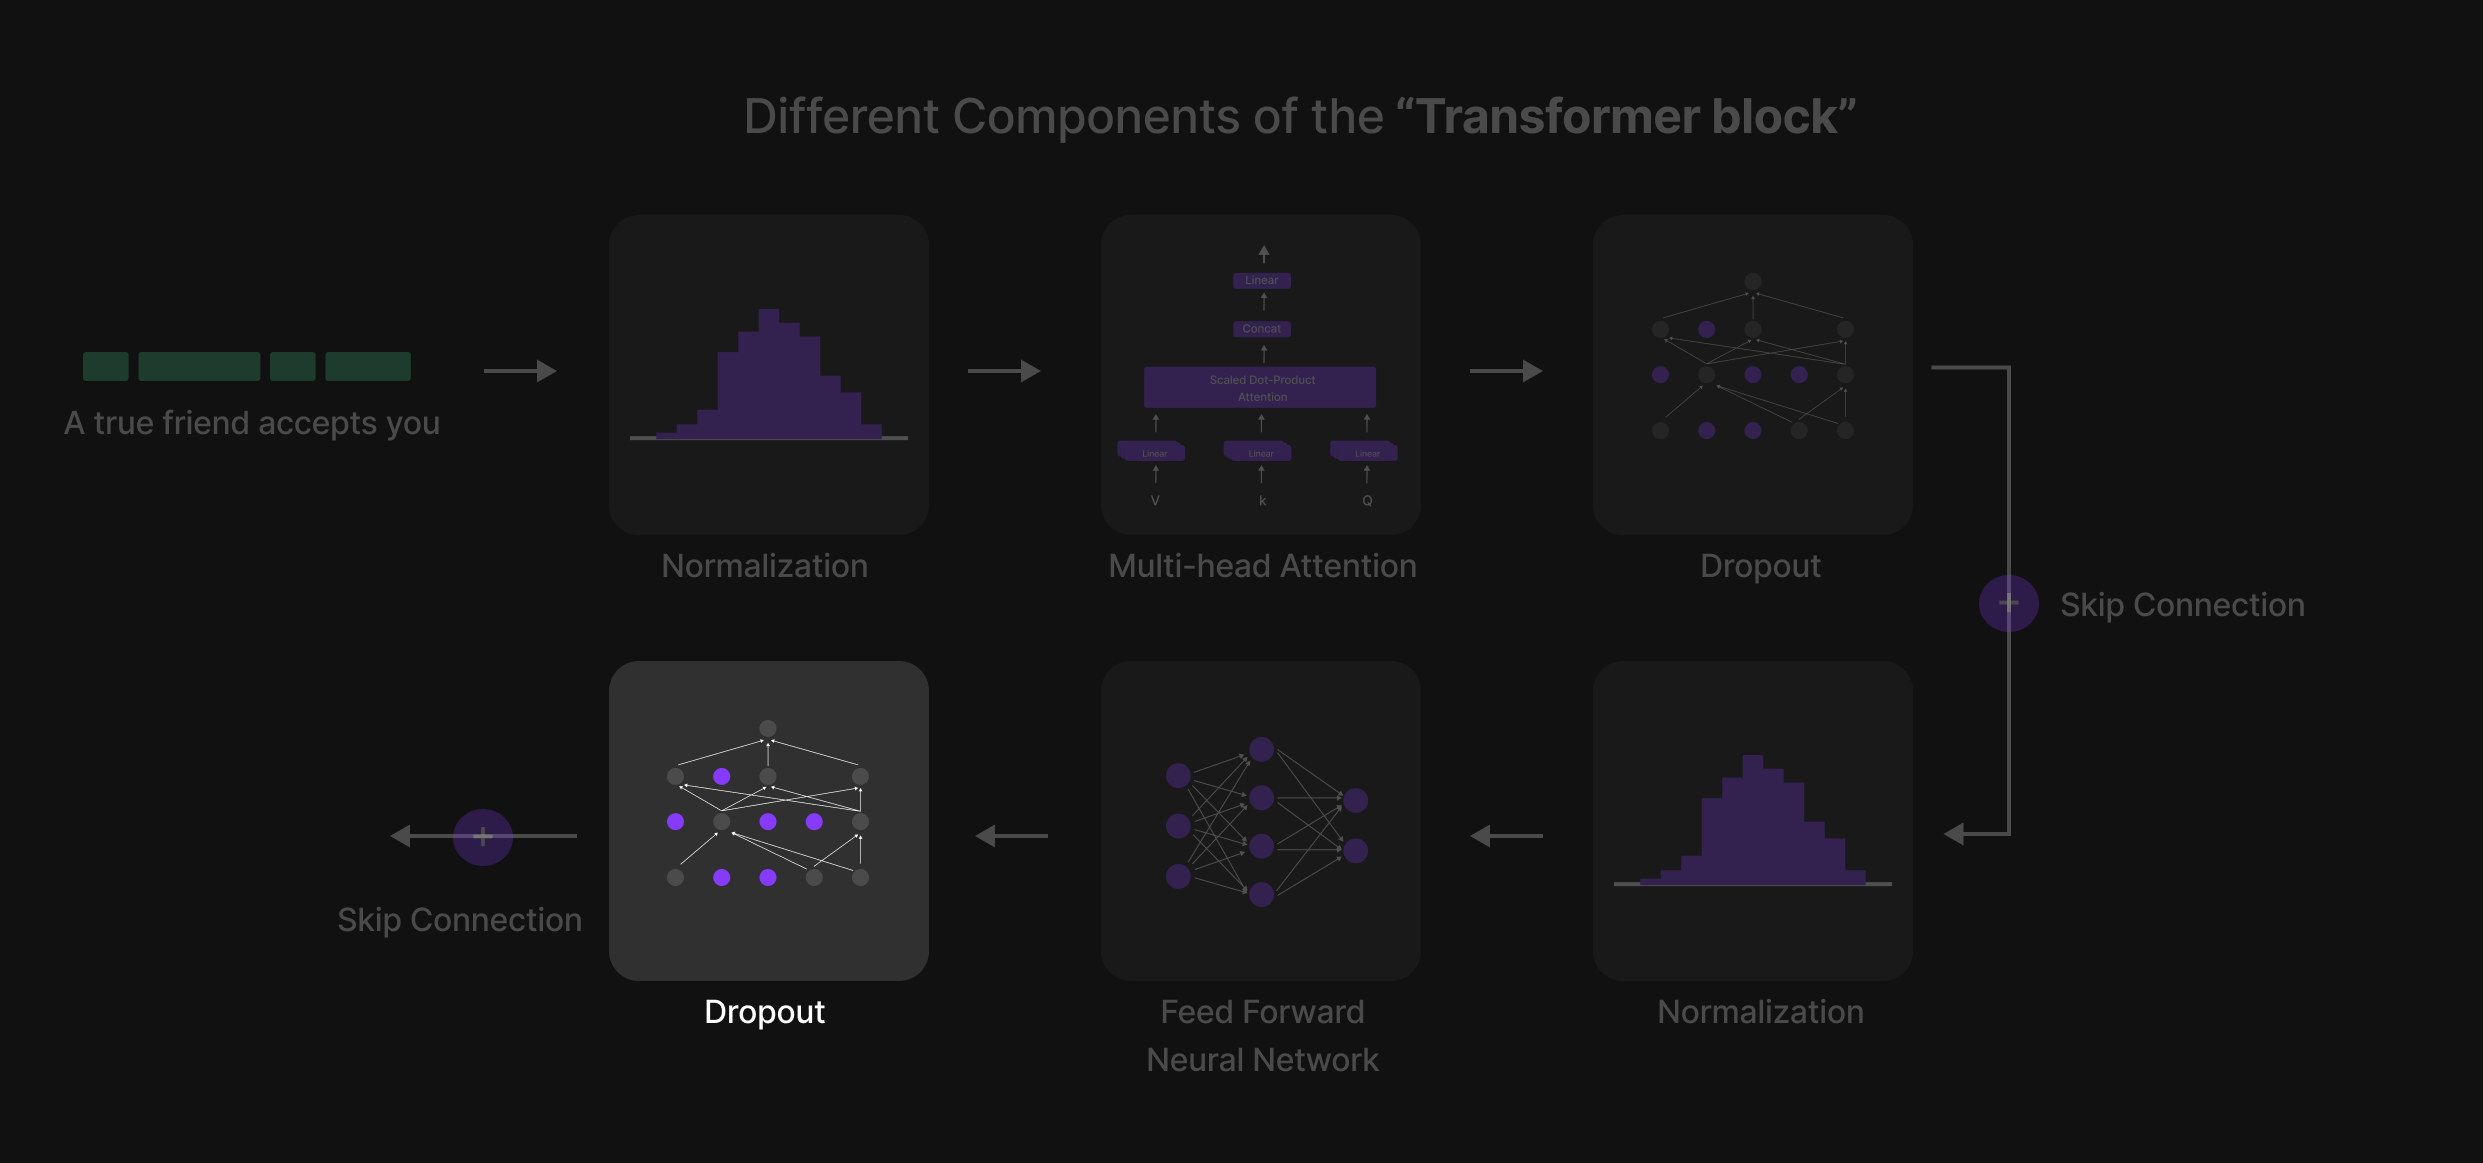 Different Components of the “Transformer block”
A true friend accepts you
Linear
Concat
Scaled Dot-Product
Attention
Linear
Linear
Linear
V
k
Q
Normalization
Multi-head Attention
Dropout
+
Skip Connection
+
Skip Connection
Dropout
Feed Forward
Neural Network
Normalization